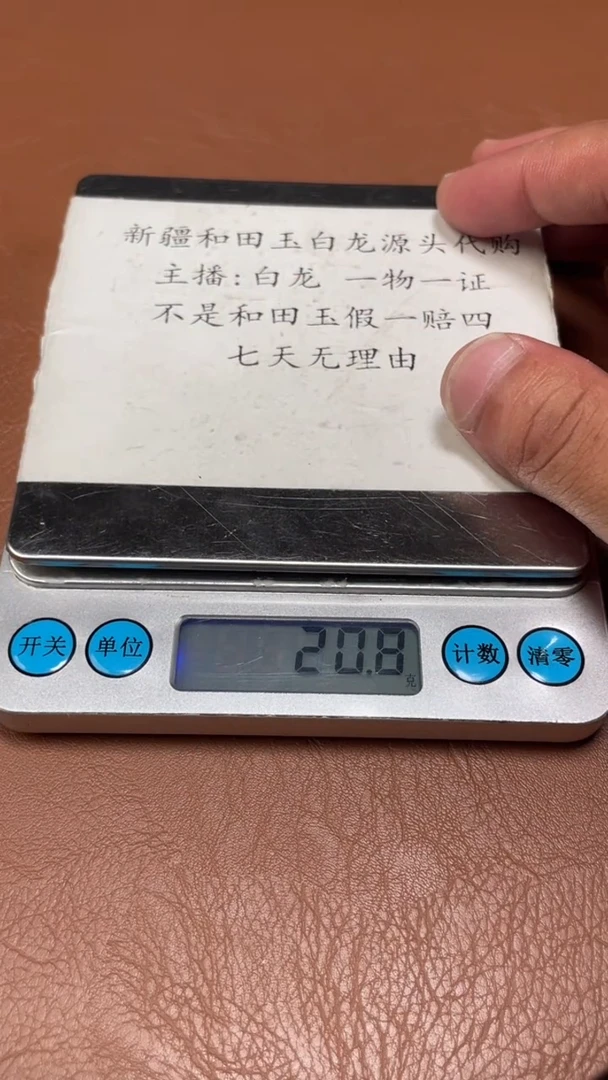 新疆和田玉白龙源头代购
主播:白龙 一物一证
不是和田玉假一赔四
七天无理由
开关 单位 20.8 克 计数 清零